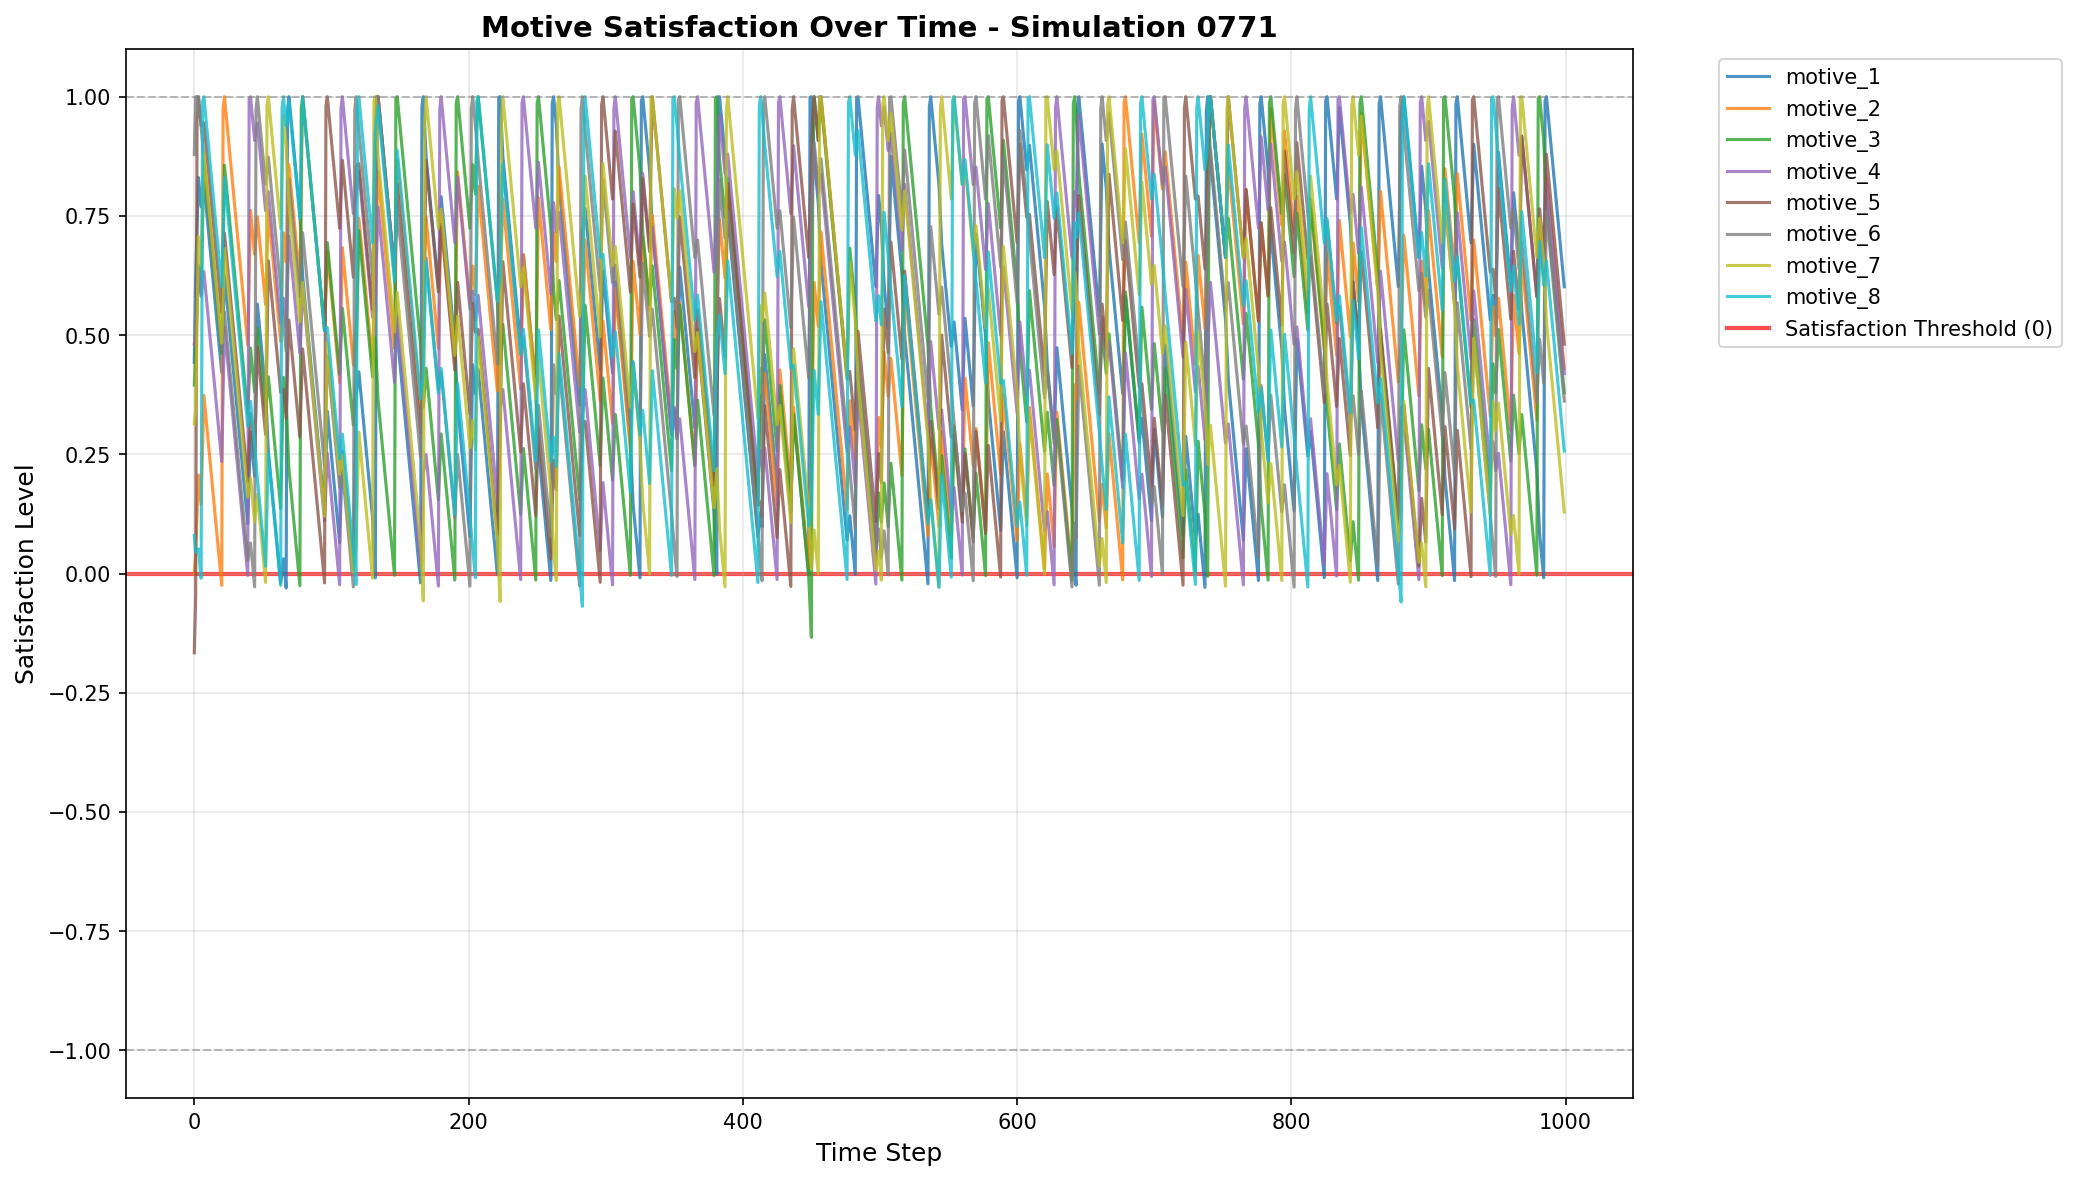 Motive Satisfaction Over Time - Simulation 0771
Satisfaction Level
1.00
0.75
0.50
0.25
0.00
−0.25
−0.50
−0.75
−1.00
0
200
400
600
800
1000
Time Step
motive_1
motive_2
motive_3
motive_4
motive_5
motive_6
motive_7
motive_8
Satisfaction Threshold (0)